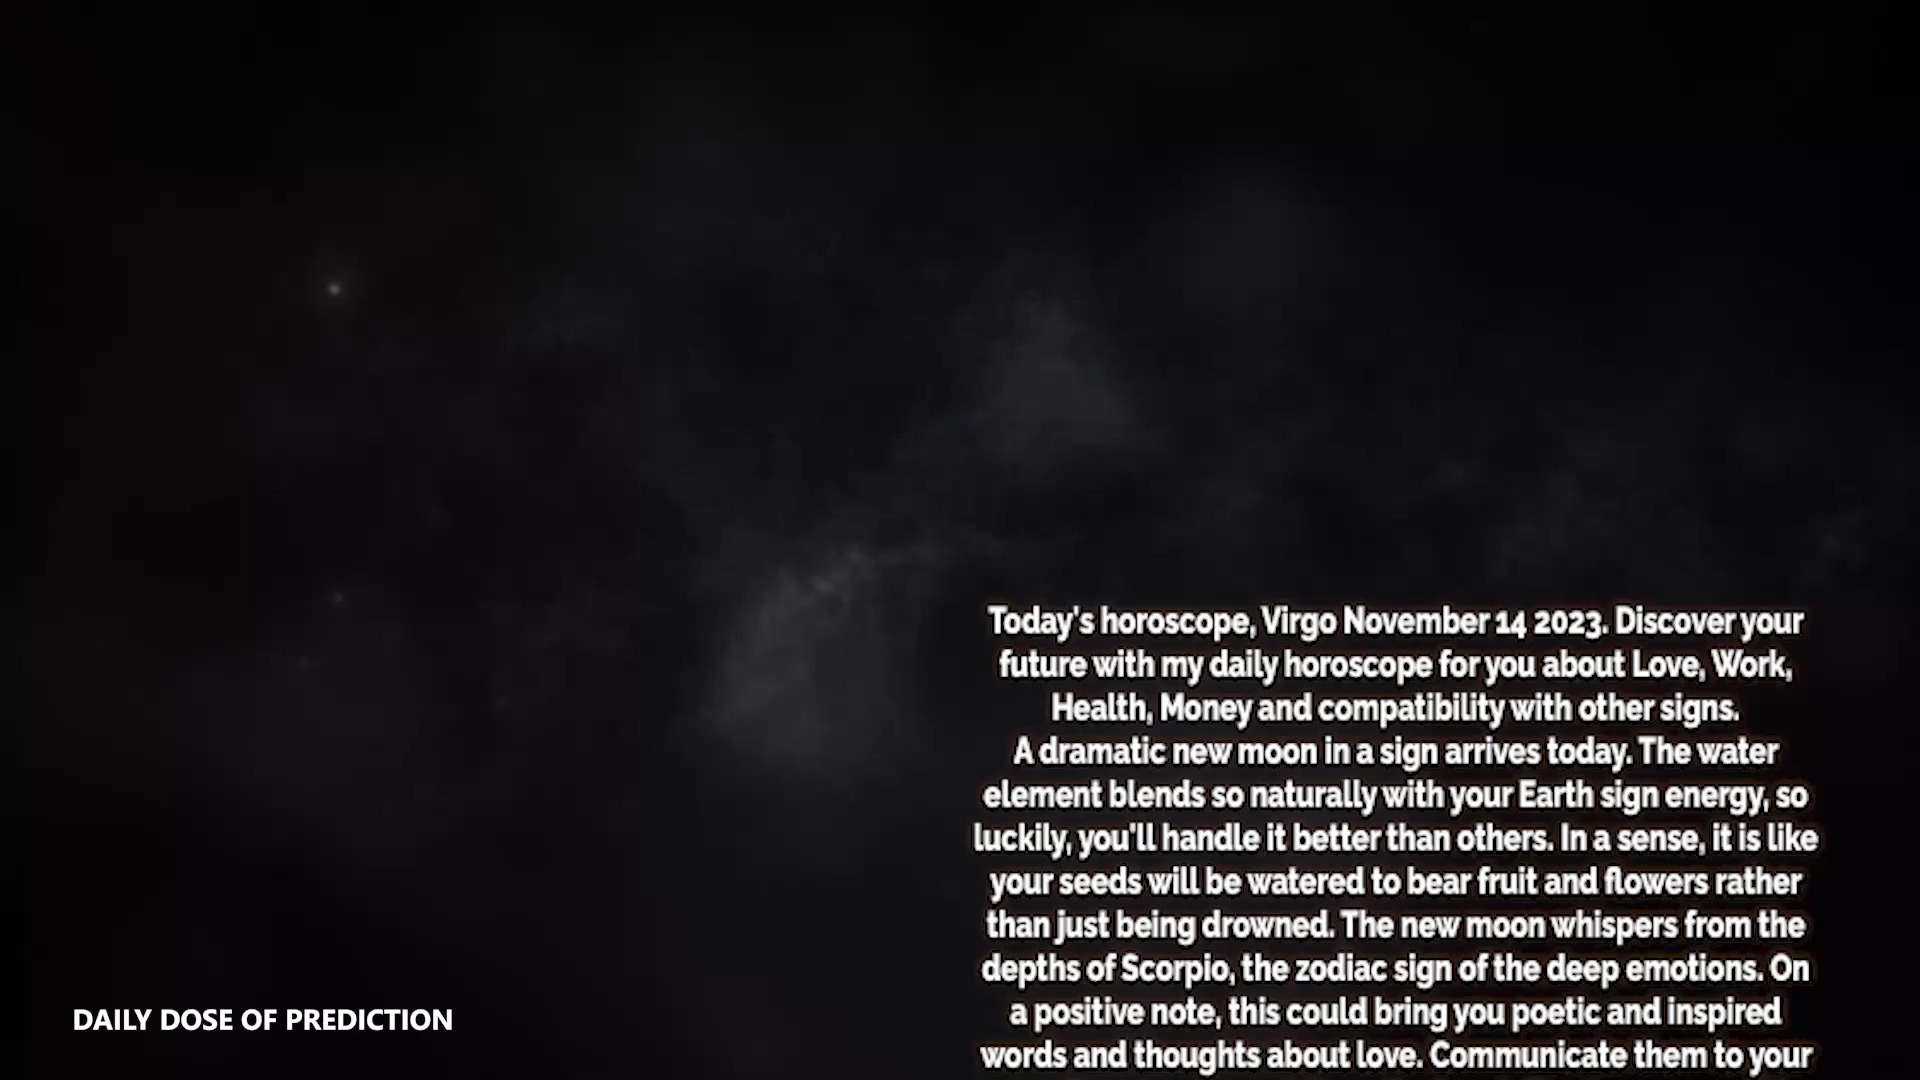 Today's horoscope, Virgo November 14 2023. Discover your
future with my daily horoscope for you about Love, Work,
Health, Money and compatibility with other signs.
A dramatic new moon in a sign arrives today. The water
element blends so naturally with your Earth sign energy, so
luckily, you'll handle it better than others. In a sense, it is like
your seeds will be watered to bear fruit and flowers rather
than just being drowned. The new moon whispers from the
depths of Scorpio, the zodiac sign of the deep emotions. On
a positive note, this could bring you poetic and inspired
words and thoughts about love. Communicate them to your
DAILY DOSE OF PREDICTION